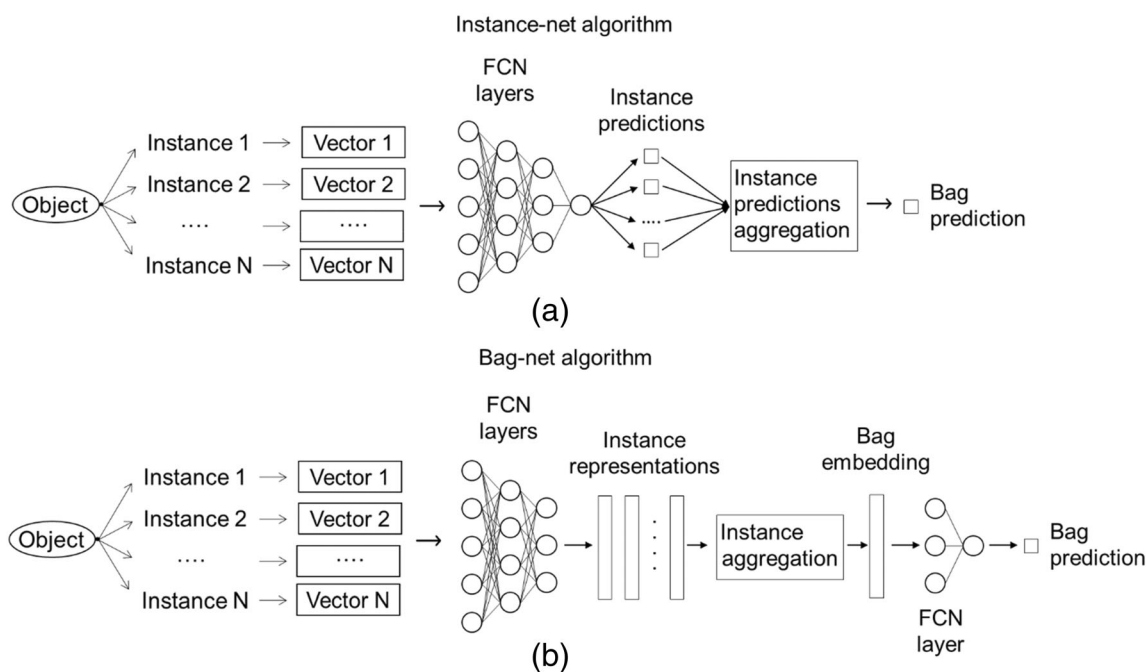 Instance-net algorithm
FCN
layers
Instance
predictions
Object
Instance 1
Vector 1
Instance 2
Vector 2
....
....
Instance N
Vector N
....
Instance
predictions
aggregation
Bag
prediction
(a)
Bag-net algorithm
FCN
layers
Instance
representations
Bag
embedding
Object
Instance 1
Vector 1
Instance 2
Vector 2
....
....
Instance N
Vector N
....
Instance
aggregation
Bag
prediction
FCN
layer
(b)